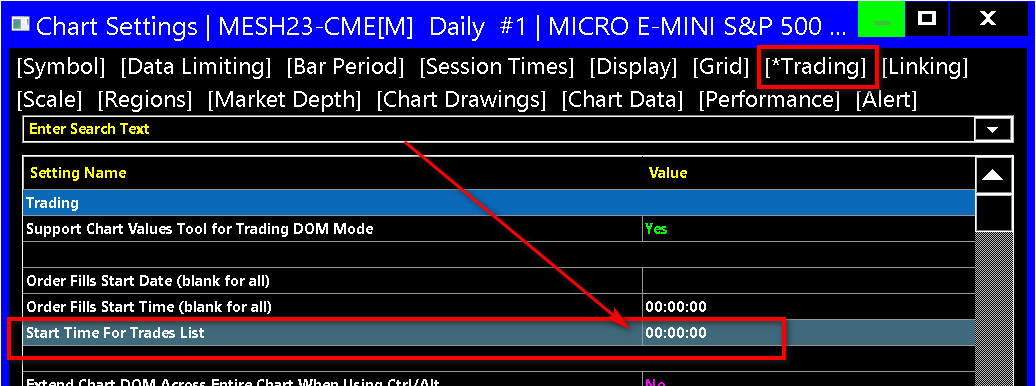 Chart Settings | MESH23-CME[M]  Daily  #1 | MICRO E-MINI S&P 500 ...
[Symbol] [Data Limiting] [Bar Period] [Session Times] [Display] [Grid] [*Trading] [Linking]
[Scale] [Regions] [Market Depth] [Chart Drawings] [Chart Data] [Performance] [Alert]
Enter Search Text
Setting Name Value
Trading
Support Chart Values Tool for Trading DOM Mode Yes
Order Fills Start Date (blank for all)
Order Fills Start Time (blank for all) 00:00:00
Start Time For Trades List 00:00:00
Extend Chart DOM Across Entire Chart When Using Ctrl/Alt No